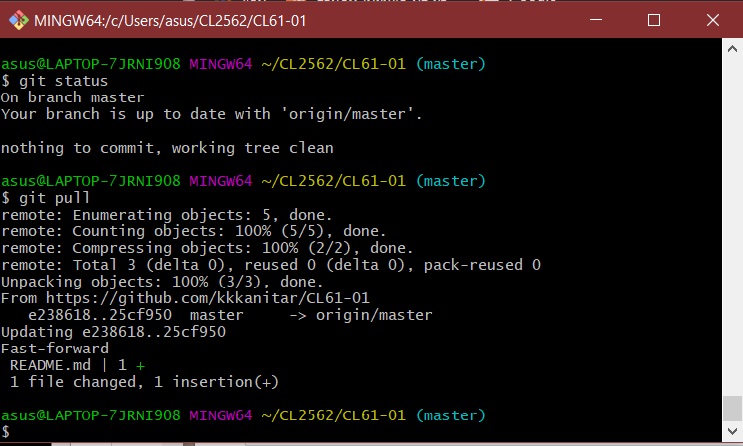 MINGW64:/c/Users/asus/CL2562/CL61-01
asus@LAPTOP-7JRNI908 MINGW64 ~/CL2562/CL61-01 (master)
$ git status
On branch master
Your branch is up to date with 'origin/master'.
nothing to commit, working tree clean
asus@LAPTOP-7JRNI908 MINGW64 ~/CL2562/CL61-01 (master)
$ git pull
remote: Enumerating objects: 5, done.
remote: Counting objects: 100% (5/5), done.
remote: Compressing objects: 100% (2/2), done.
remote: Total 3 (delta 0), reused 0 (delta 0), pack-reused 0
Unpacking objects: 100% (3/3), done.
From https://github.com/kkkanitar/CL61-01
   e238618..25cf950  master     -> origin/master
Updating e238618..25cf950
Fast-forward
 README.md | 1 +
 1 file changed, 1 insertion(+)
asus@LAPTOP-7JRNI908 MINGW64 ~/CL2562/CL61-01 (master)
$